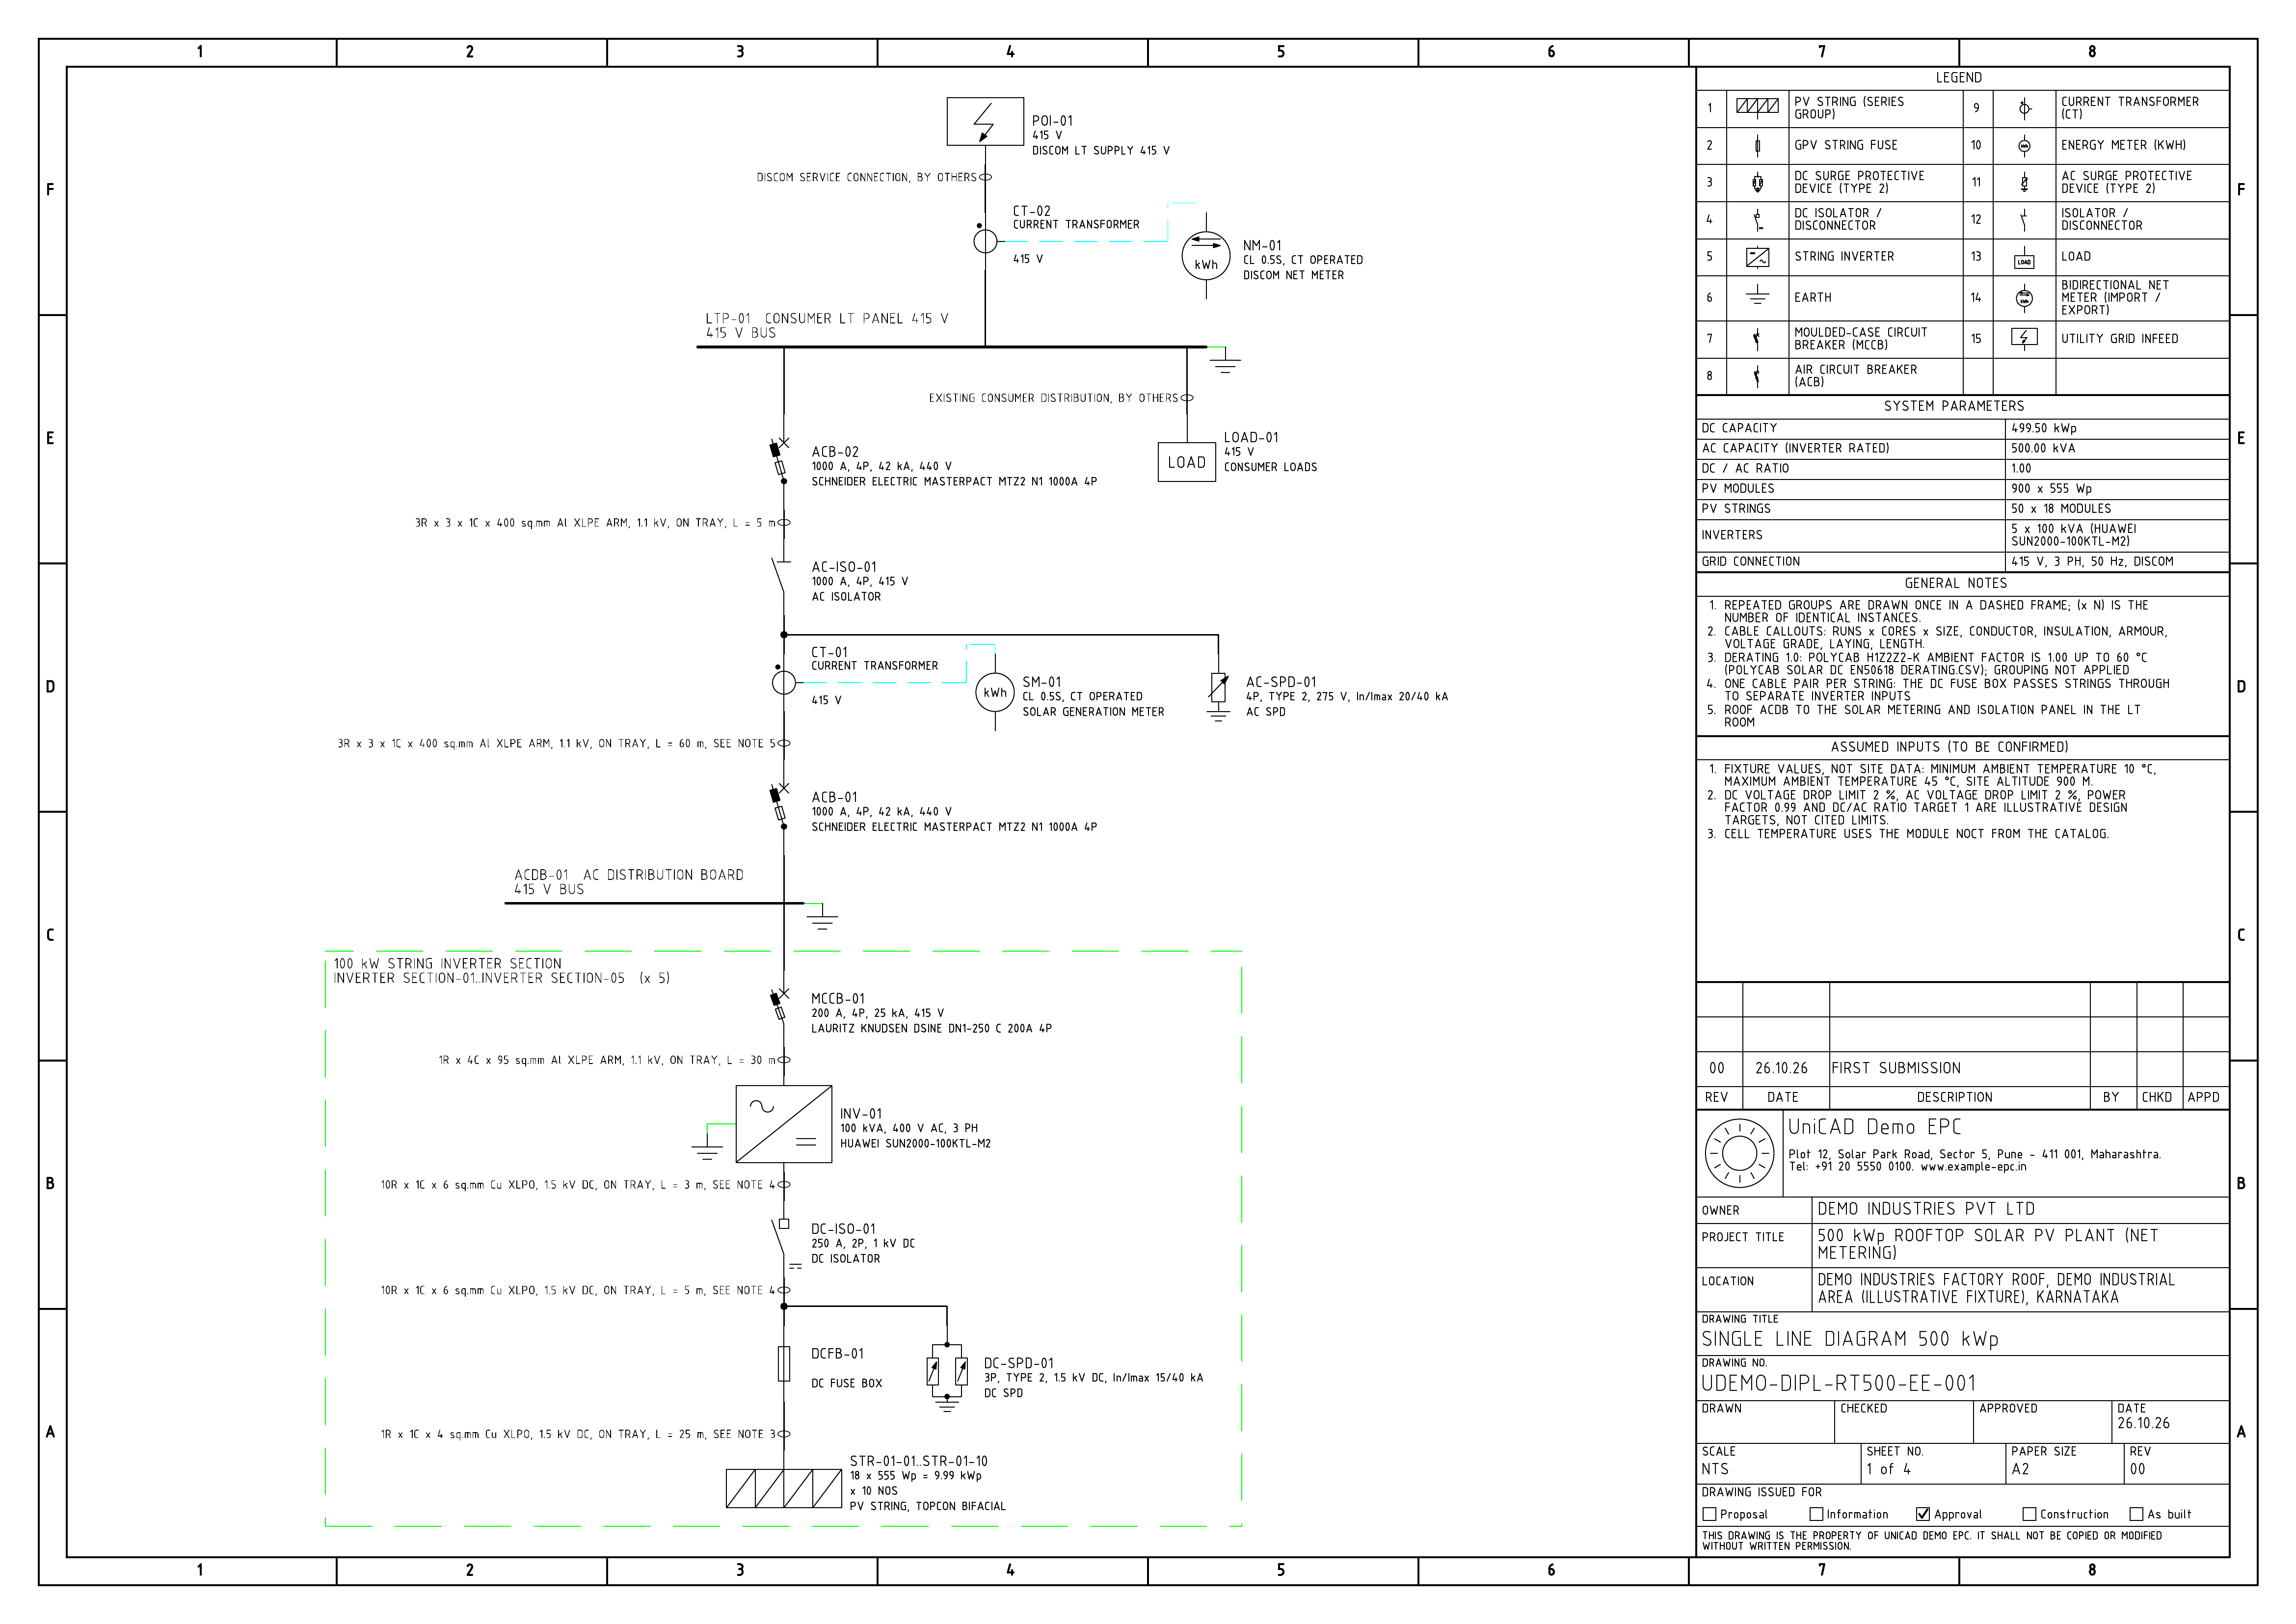 1 2 3 4 5 6 7 8
F
E
D
C
B
A
POI-01
415 V
DISCOM LT SUPPLY 415 V
DISCOM SERVICE CONNECTION, BY OTHERS
CT-02
CURRENT TRANSFORMER
415 V
kWh
NM-01
CL 0.5S, CT OPERATED
DISCOM NET METER
LTP-01 CONSUMER LT PANEL 415 V
415 V BUS
EXISTING CONSUMER DISTRIBUTION, BY OTHERS
LOAD
LOAD-01
415 V
CONSUMER LOADS
ACB-02
1000 A, 4P, 42 kA, 440 V
SCHNEIDER ELECTRIC MASTERPACT MTZ2 N1 1000A 4P
3R x 3 x 1C x 400 sq.mm Al XLPE ARM, 1.1 kV, ON TRAY, L = 5 m
AC-ISO-01
1000 A, 4P, 415 V
AC ISOLATOR
CT-01
CURRENT TRANSFORMER
415 V
kWh
SM-01
CL 0.5S, CT OPERATED
SOLAR GENERATION METER
AC-SPD-01
4P, TYPE 2, 275 V, In/Imax 20/40 kA
AC SPD
3R x 3 x 1C x 400 sq.mm Al XLPE ARM, 1.1 kV, ON TRAY, L = 60 m, SEE NOTE 5
ACB-01
1000 A, 4P, 42 kA, 440 V
SCHNEIDER ELECTRIC MASTERPACT MTZ2 N1 1000A 4P
ACDB-01 AC DISTRIBUTION BOARD
415 V BUS
100 kW STRING INVERTER SECTION
INVERTER SECTION-01..INVERTER SECTION-05 (x 5)
MCCB-01
200 A, 4P, 25 kA, 415 V
LAURITZ KNUDSEN DSINE DN1-250 C 200A 4P
1R x 4C x 95 sq.mm Al XLPE ARM, 1.1 kV, ON TRAY, L = 30 m
INV-01
100 kVA, 400 V AC, 3 PH
HUAWEI SUN2000-100KTL-M2
10R x 1C x 6 sq.mm Cu XLPO, 1.5 kV DC, ON TRAY, L = 3 m, SEE NOTE 4
DC-ISO-01
250 A, 2P, 1 kV DC
DC ISOLATOR
10R x 1C x 6 sq.mm Cu XLPO, 1.5 kV DC, ON TRAY, L = 5 m, SEE NOTE 4
DCFB-01
DC FUSE BOX
DC-SPD-01
3P, TYPE 2, 1.5 kV DC, In/Imax 15/40 kA
DC SPD
1R x 1C x 4 sq.mm Cu XLPO, 1.5 kV DC, ON TRAY, L = 25 m, SEE NOTE 3
STR-01-01..STR-01-10
18 x 555 Wp = 9.99 kWp
x 10 NOS
PV STRING, TOPCON BIFACIAL
LEGEND
1 PV STRING (SERIES GROUP)
9 CURRENT TRANSFORMER (CT)
2 GPV STRING FUSE
10 kWh ENERGY METER (KWH)
3 DC SURGE PROTECTIVE DEVICE (TYPE 2)
11 AC SURGE PROTECTIVE DEVICE (TYPE 2)
4 DC ISOLATOR / DISCONNECTOR
12 ISOLATOR / DISCONNECTOR
5 STRING INVERTER
13 LOAD LOAD
6 EARTH
14 kWh BIDIRECTIONAL NET METER (IMPORT / EXPORT)
7 MOULDED-CASE CIRCUIT BREAKER (MCCB)
15 UTILITY GRID INFEED
8 AIR CIRCUIT BREAKER (ACB)
SYSTEM PARAMETERS
DC CAPACITY 499.50 kWp
AC CAPACITY (INVERTER RATED) 500.00 kVA
DC / AC RATIO 1.00
PV MODULES 900 x 555 Wp
PV STRINGS 50 x 18 MODULES
INVERTERS 5 x 100 kVA (HUAWEI SUN2000-100KTL-M2)
GRID CONNECTION 415 V, 3 PH, 50 Hz, DISCOM
GENERAL NOTES
1. REPEATED GROUPS ARE DRAWN ONCE IN A DASHED FRAME; (x N) IS THE
NUMBER OF IDENTICAL INSTANCES.
2. CABLE CALLOUTS: RUNS x CORES x SIZE, CONDUCTOR, INSULATION, ARMOUR,
VOLTAGE GRADE, LAYING, LENGTH.
3. DERATING 1.0: POLYCAB H1Z2Z2-K AMBIENT FACTOR IS 1.00 UP TO 60 °C
(POLYCAB SOLAR DC EN50618 DERATING.CSV); GROUPING NOT APPLIED
4. ONE CABLE PAIR PER STRING: THE DC FUSE BOX PASSES STRINGS THROUGH
TO SEPARATE INVERTER INPUTS
5. ROOF ACDB TO THE SOLAR METERING AND ISOLATION PANEL IN THE LT
ROOM
ASSUMED INPUTS (TO BE CONFIRMED)
1. FIXTURE VALUES, NOT SITE DATA: MINIMUM AMBIENT TEMPERATURE 10 °C,
MAXIMUM AMBIENT TEMPERATURE 45 °C, SITE ALTITUDE 900 M.
2. DC VOLTAGE DROP LIMIT 2 %, AC VOLTAGE DROP LIMIT 2 %, POWER
FACTOR 0.99 AND DC/AC RATIO TARGET 1 ARE ILLUSTRATIVE DESIGN
TARGETS, NOT CITED LIMITS.
3. CELL TEMPERATURE USES THE MODULE NOCT FROM THE CATALOG.
00 26.10.26 FIRST SUBMISSION
REV DATE DESCRIPTION BY CHKD APPD
UniCAD Demo EPC
Plot 12, Solar Park Road, Sector 5, Pune - 411 001, Maharashtra.
Tel: +91 20 5550 0100. www.example-epc.in
OWNER DEMO INDUSTRIES PVT LTD
PROJECT TITLE 500 kWp ROOFTOP SOLAR PV PLANT (NET
METERING)
LOCATION DEMO INDUSTRIES FACTORY ROOF, DEMO INDUSTRIAL
AREA (ILLUSTRATIVE FIXTURE), KARNATAKA
DRAWING TITLE
SINGLE LINE DIAGRAM 500 kWp
DRAWING NO.
UDEMO-DIPL-RT500-EE-001
DRAWN CHECKED APPROVED DATE
26.10.26
SCALE SHEET NO. PAPER SIZE REV
NTS 1 of 4 A2 00
DRAWING ISSUED FOR
Proposal Information Approval Construction As built
THIS DRAWING IS THE PROPERTY OF UNICAD DEMO EPC. IT SHALL NOT BE COPIED OR MODIFIED
WITHOUT WRITTEN PERMISSION.
F
E
D
C
B
A
1 2 3 4 5 6 7 8